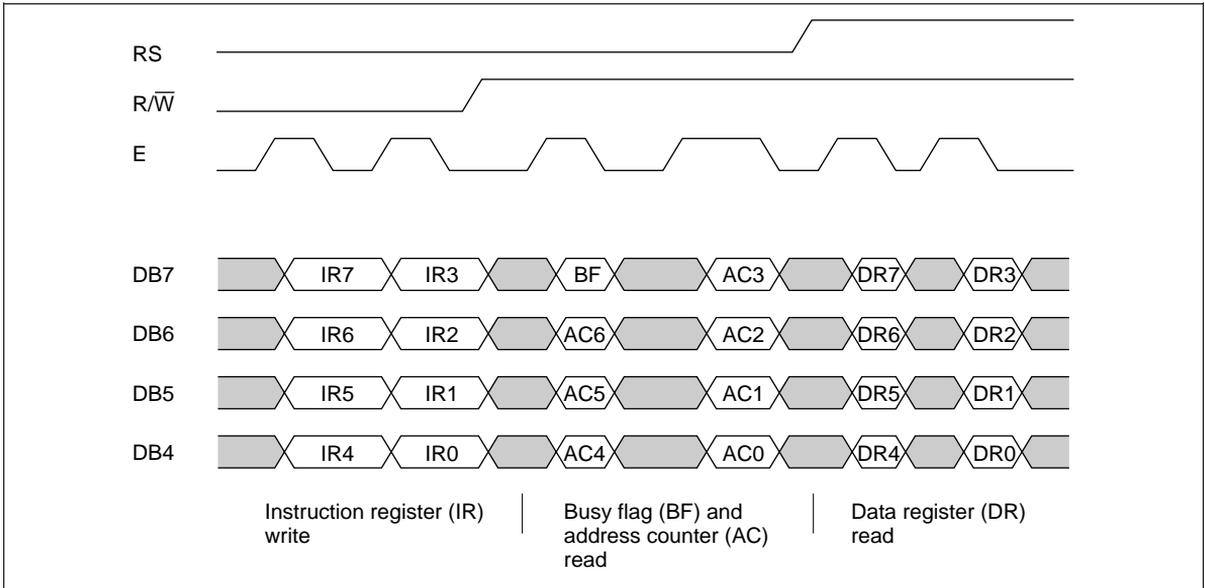 RS
R/W̅
E
DB7 IR7 IR3 BF AC3 DR7 DR3
DB6 IR6 IR2 AC6 AC2 DR6 DR2
DB5 IR5 IR1 AC5 AC1 DR5 DR1
DB4 IR4 IR0 AC4 AC0 DR4 DR0
Instruction register (IR)
write
Busy flag (BF) and
address counter (AC)
read
Data register (DR)
read